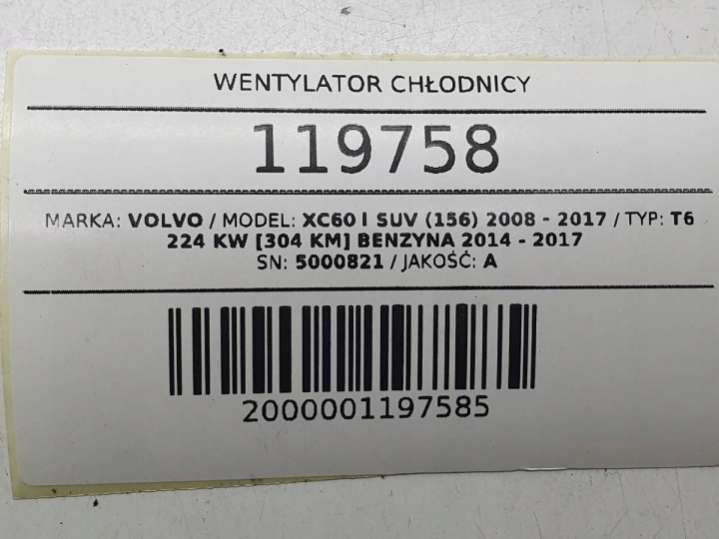 WENTYLATOR CHŁODNICY
119758
MARKA: VOLVO / MODEL: XC60 I SUV (156) 2008 - 2017 / TYP: T6
224 KW [304 KM] BENZYNA 2014 - 2017
SN: 5000821 / JAKOŚĆ: A
2000001197585